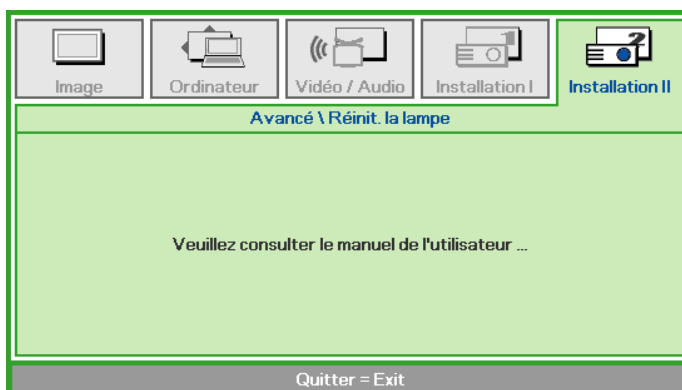 Image
Ordinateur
Vidéo / Audio
Installation I
Installation II
Avancé \ Réinit. la lampe
Veuillez consulter le manuel de l'utilisateur ...
Quitter = Exit